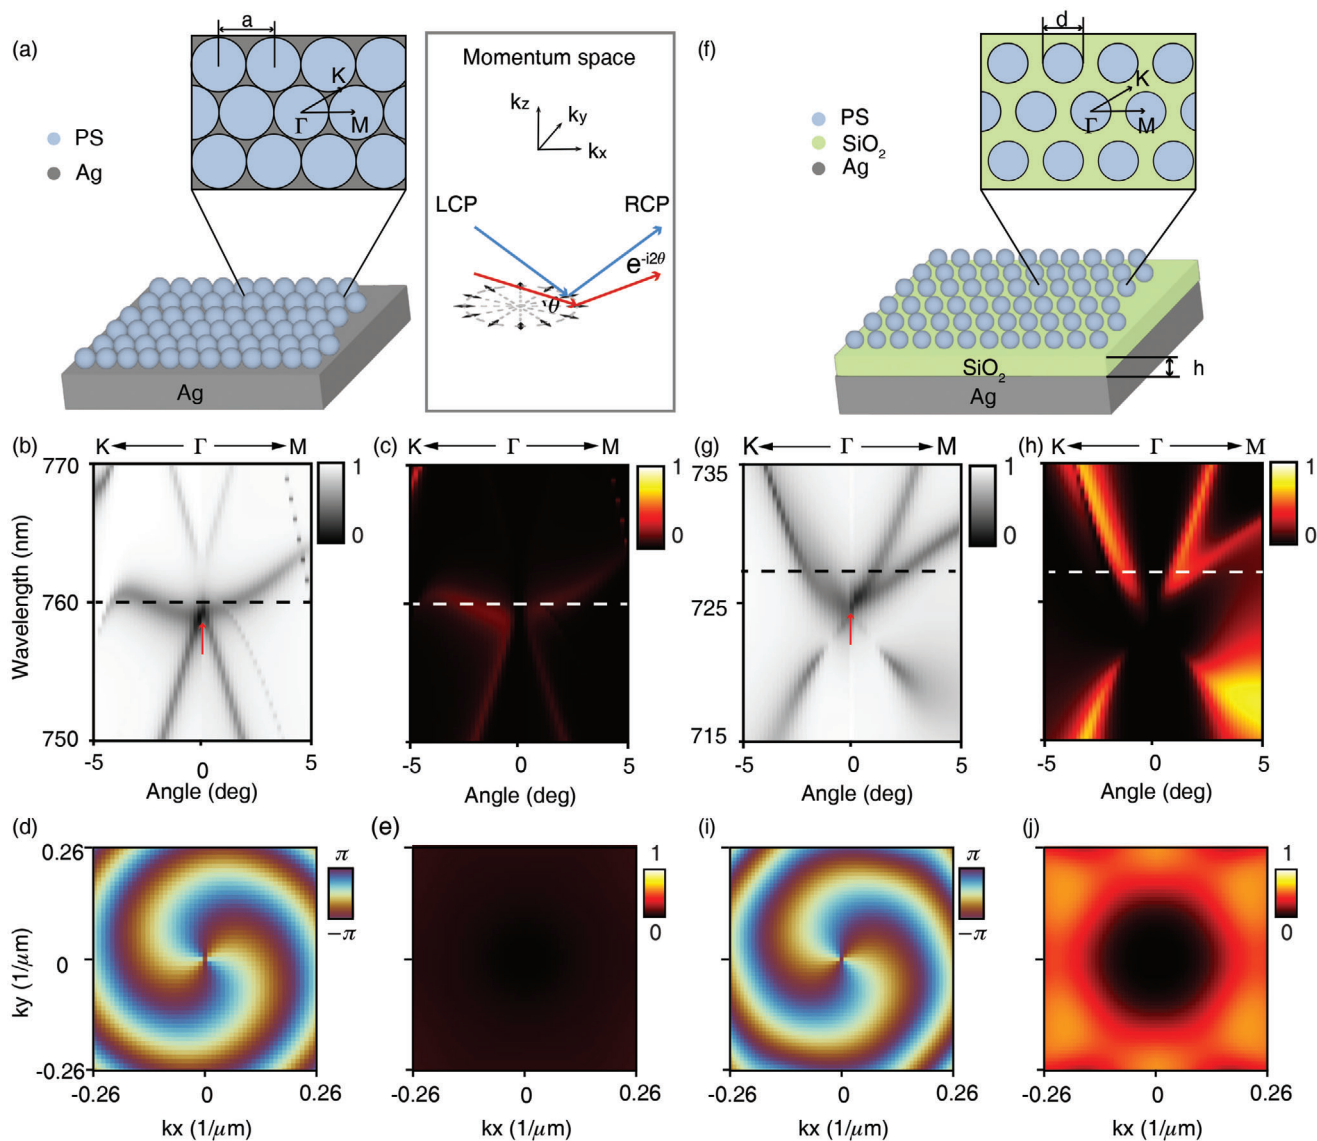 (a)
a
K
Γ
M
PS
Ag
Ag
Momentum space
kz
ky
kx
LCP
RCP
e-i2θ
θ
(f)
d
K
Γ
M
PS
SiO2
Ag
SiO2
Ag
h
(b)
K Γ M
770
760
750
Wavelength (nm)
-5 0 5
Angle (deg)
1
0
(c)
K Γ M
-5 0 5
Angle (deg)
1
0
(g)
K Γ M
735
725
715
-5 0 5
Angle (deg)
1
0
(h)
K Γ M
-5 0 5
Angle (deg)
1
0
(d)
0.26
0
-0.26
ky (1/μm)
-0.26 0 0.26
kx (1/μm)
π
−π
(e)
-0.26 0 0.26
kx (1/μm)
1
0
(i)
-0.26 0 0.26
kx (1/μm)
π
−π
(j)
-0.26 0 0.26
kx (1/μm)
1
0